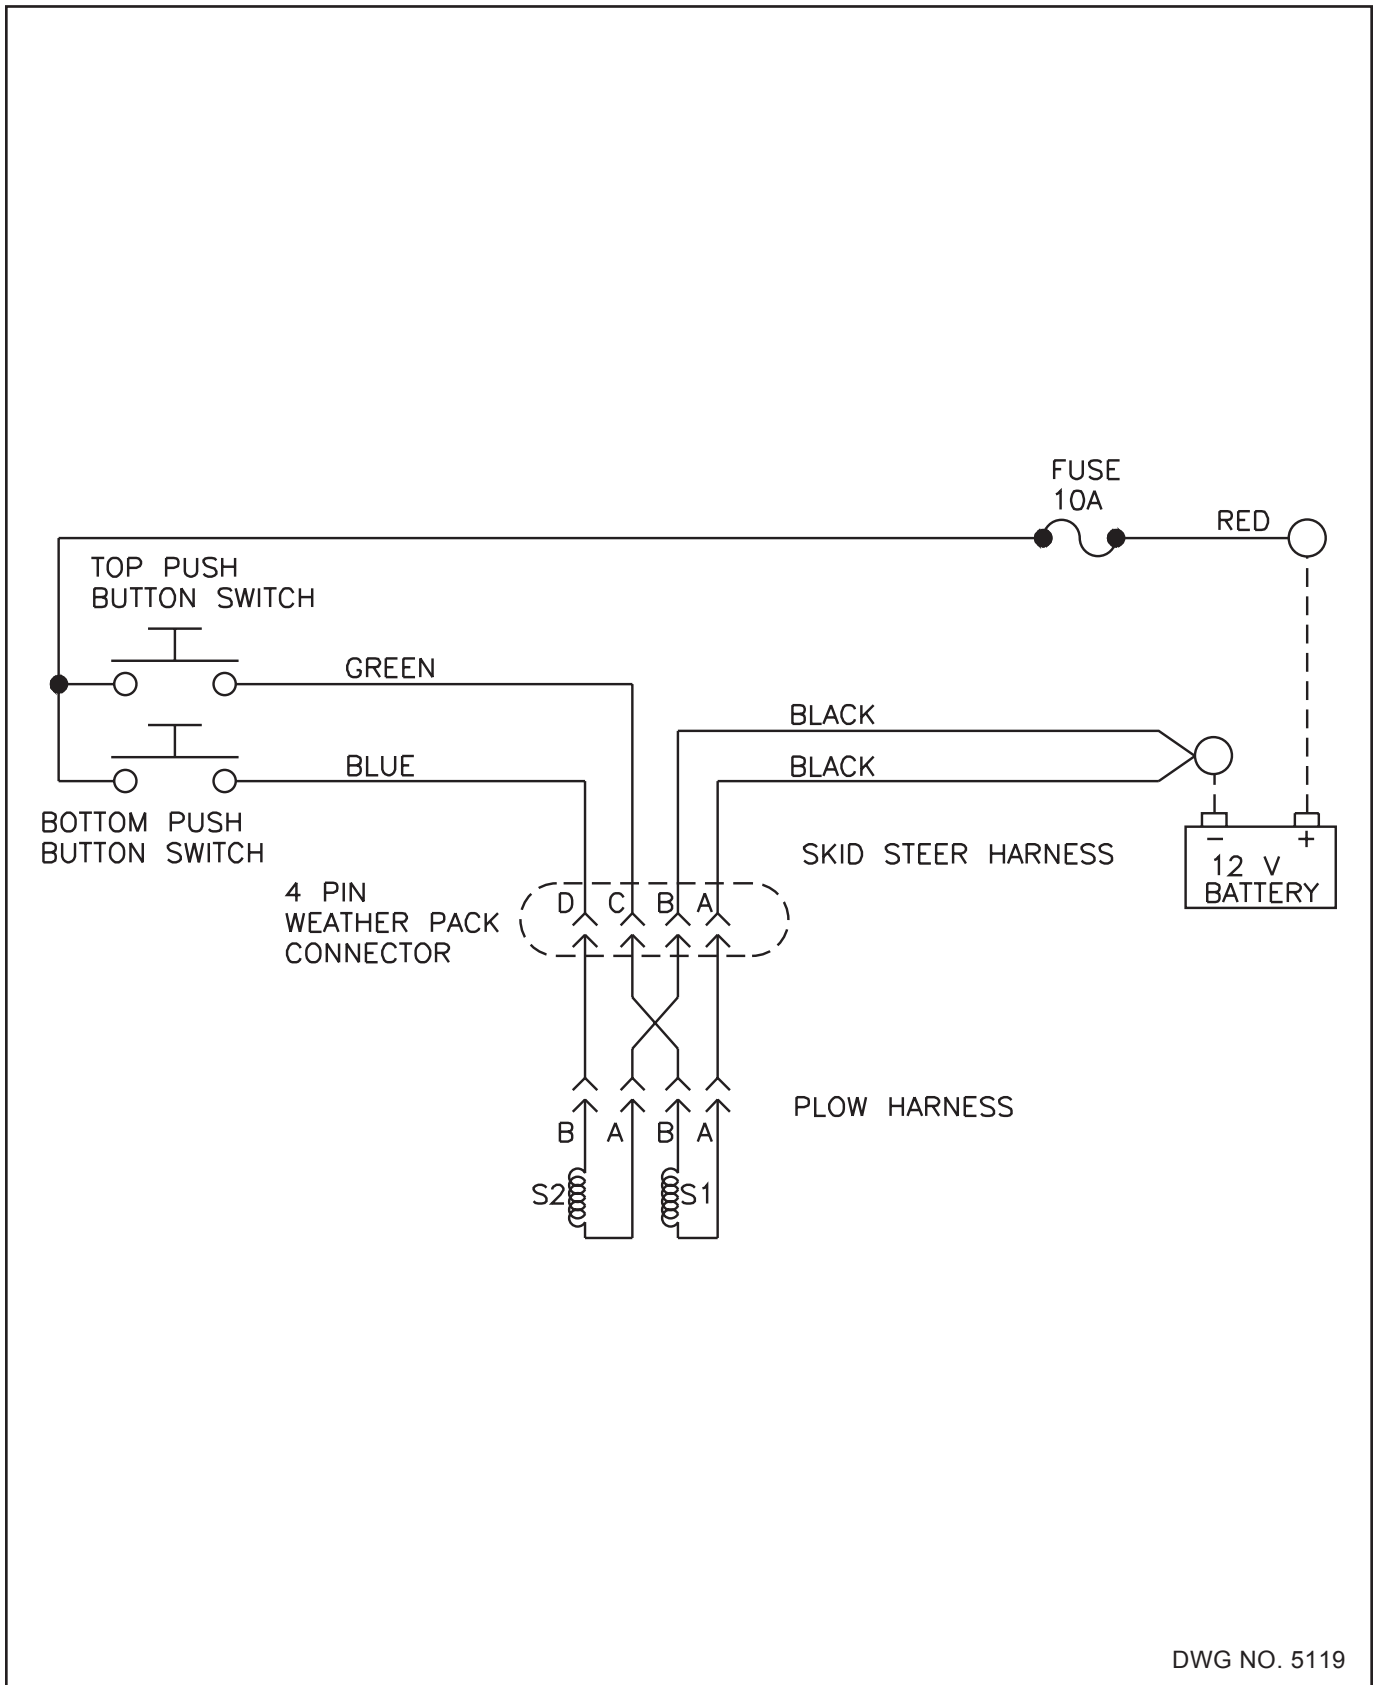 FUSE
10A
RED
TOP PUSH
BUTTON SWITCH
GREEN
BLACK
BLUE
BLACK
BOTTOM PUSH
BUTTON SWITCH
SKID STEER HARNESS
- +
12 V
BATTERY
4 PIN
WEATHER PACK
CONNECTOR
D C B A
PLOW HARNESS
B A B A
S2 S1
DWG NO. 5119